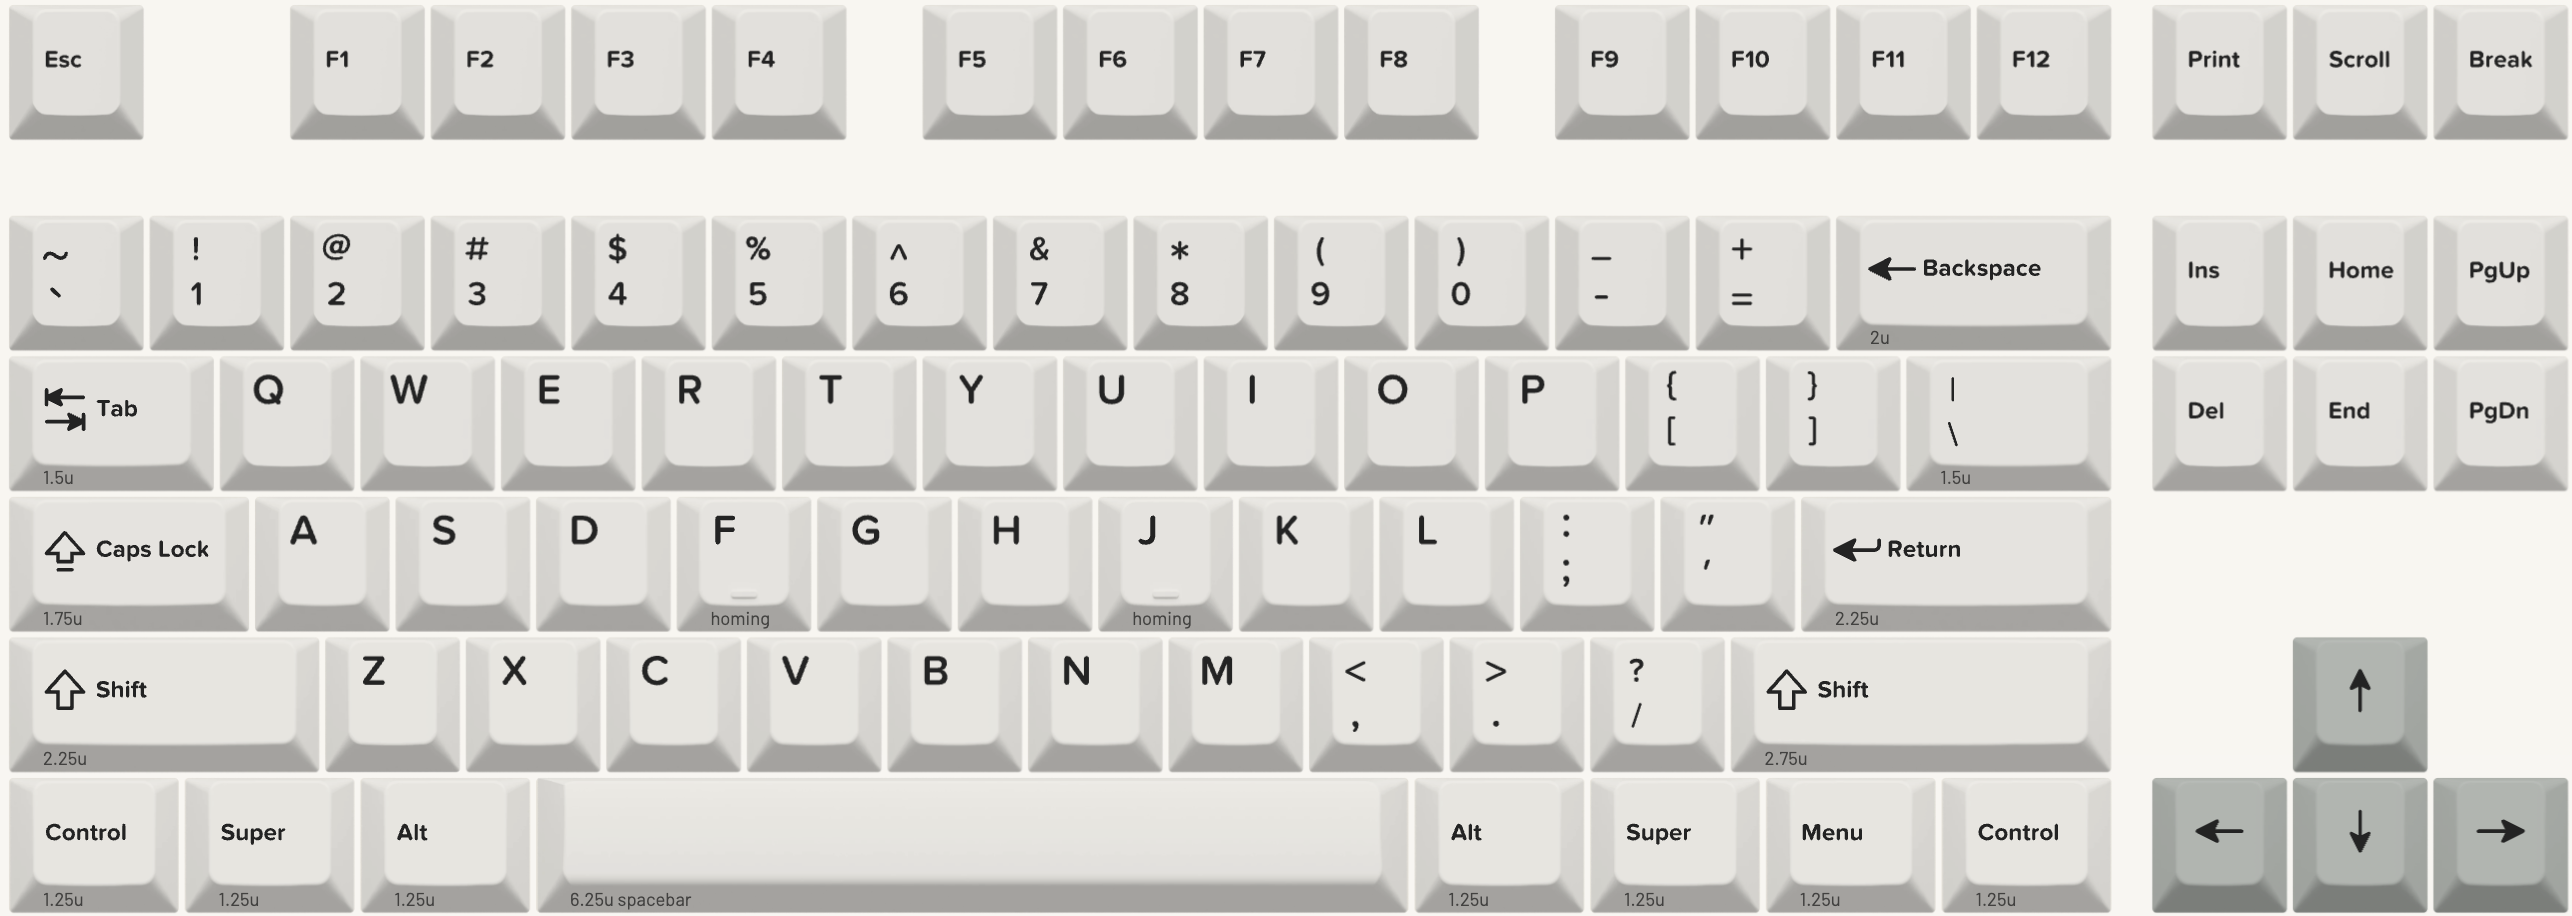 Esc F1 F2 F3 F4 F5 F6 F7 F8 F9 F10 F11 F12 Print Scroll Break
~ ! @ # $ % ^ & * ( ) _ +
` 1 2 3 4 5 6 7 8 9 0 - = Backspace Ins Home PgUp
2u
Tab Q W E R T Y U I O P { } | Del End PgDn
[ ] \
1.5u 1.5u
Caps Lock A S D F G H J K L : " Return
; '
1.75u homing homing 2.25u
Shift Z X C V B N M < > ? Shift
, . /
2.25u 2.75u
Control Super Alt Alt Super Menu Control
1.25u 1.25u 1.25u 6.25u spacebar 1.25u 1.25u 1.25u 1.25u